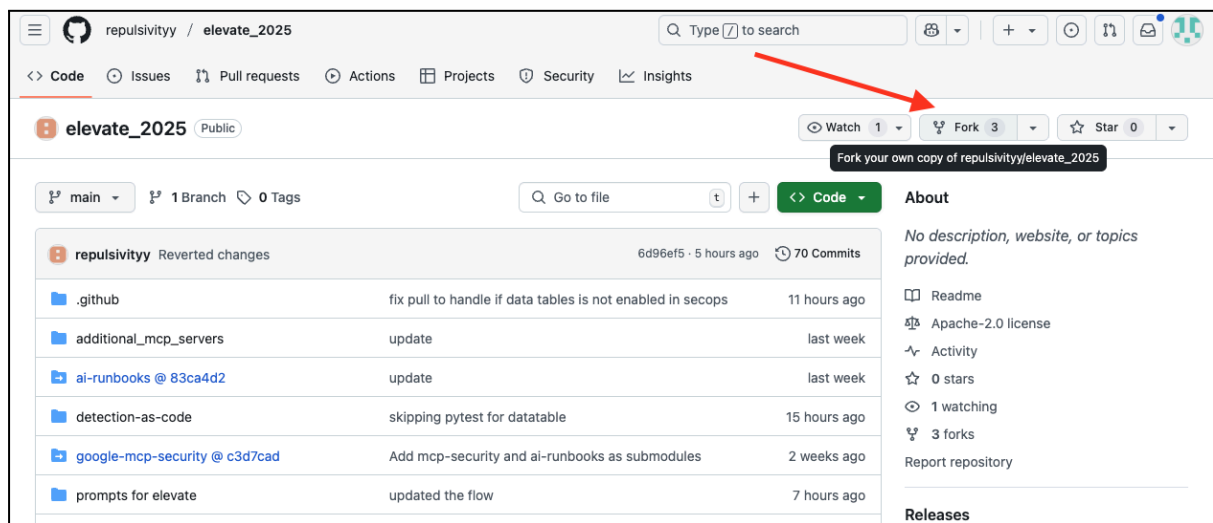 repulsivityy / elevate_2025
Type / to search
Code Issues Pull requests Actions Projects Security Insights
elevate_2025 Public
Watch 1 Fork 3 Star 0
Fork your own copy of repulsivityy/elevate_2025
main 1 Branch 0 Tags Go to file t Code
repulsivityy Reverted changes 6d96ef5 · 5 hours ago 70 Commits
.github fix pull to handle if data tables is not enabled in secops 11 hours ago
additional_mcp_servers update last week
ai-runbooks @ 83ca4d2 update last week
detection-as-code skipping pytest for datatable 15 hours ago
google-mcp-security @ c3d7cad Add mcp-security and ai-runbooks as submodules 2 weeks ago
prompts for elevate updated the flow 7 hours ago
About
No description, website, or topics
provided.
Readme
Apache-2.0 license
Activity
0 stars
1 watching
3 forks
Report repository
Releases